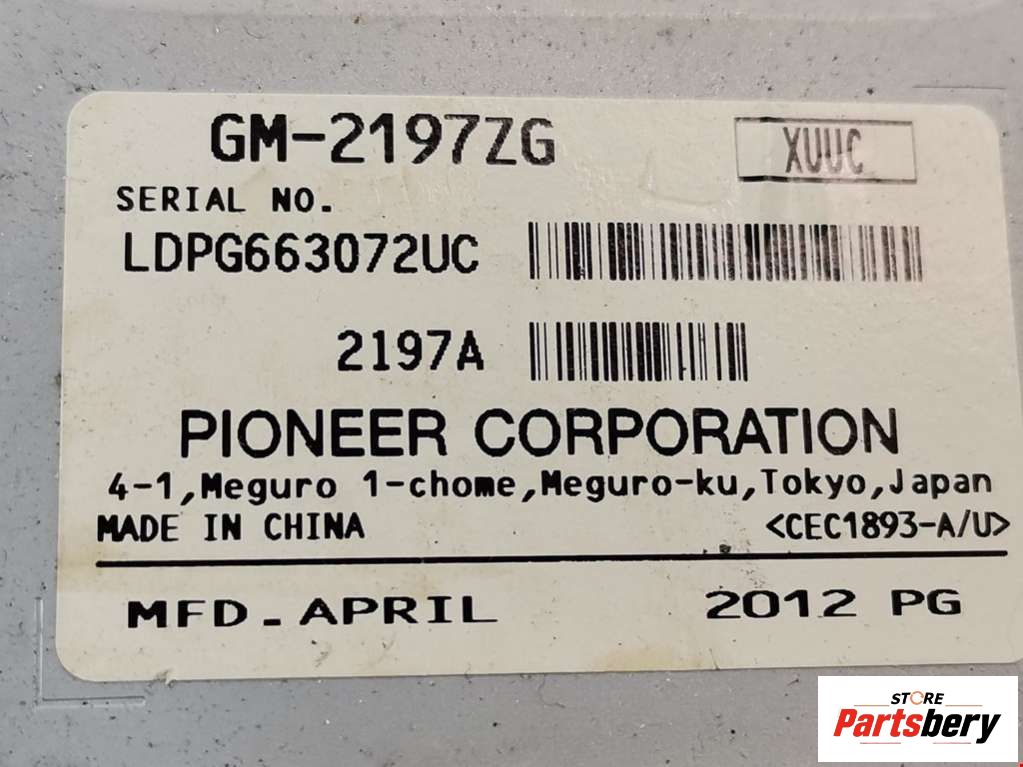 GM-2197ZG
XUUC
SERIAL NO.
LDPG663072UC
2197A
PIONEER CORPORATION
4-1,Meguro 1-chome,Meguro-ku,Tokyo,Japan
MADE IN CHINA <CEC1893-A/U>
MFD. APRIL 2012 PG
STORE
Partsbery